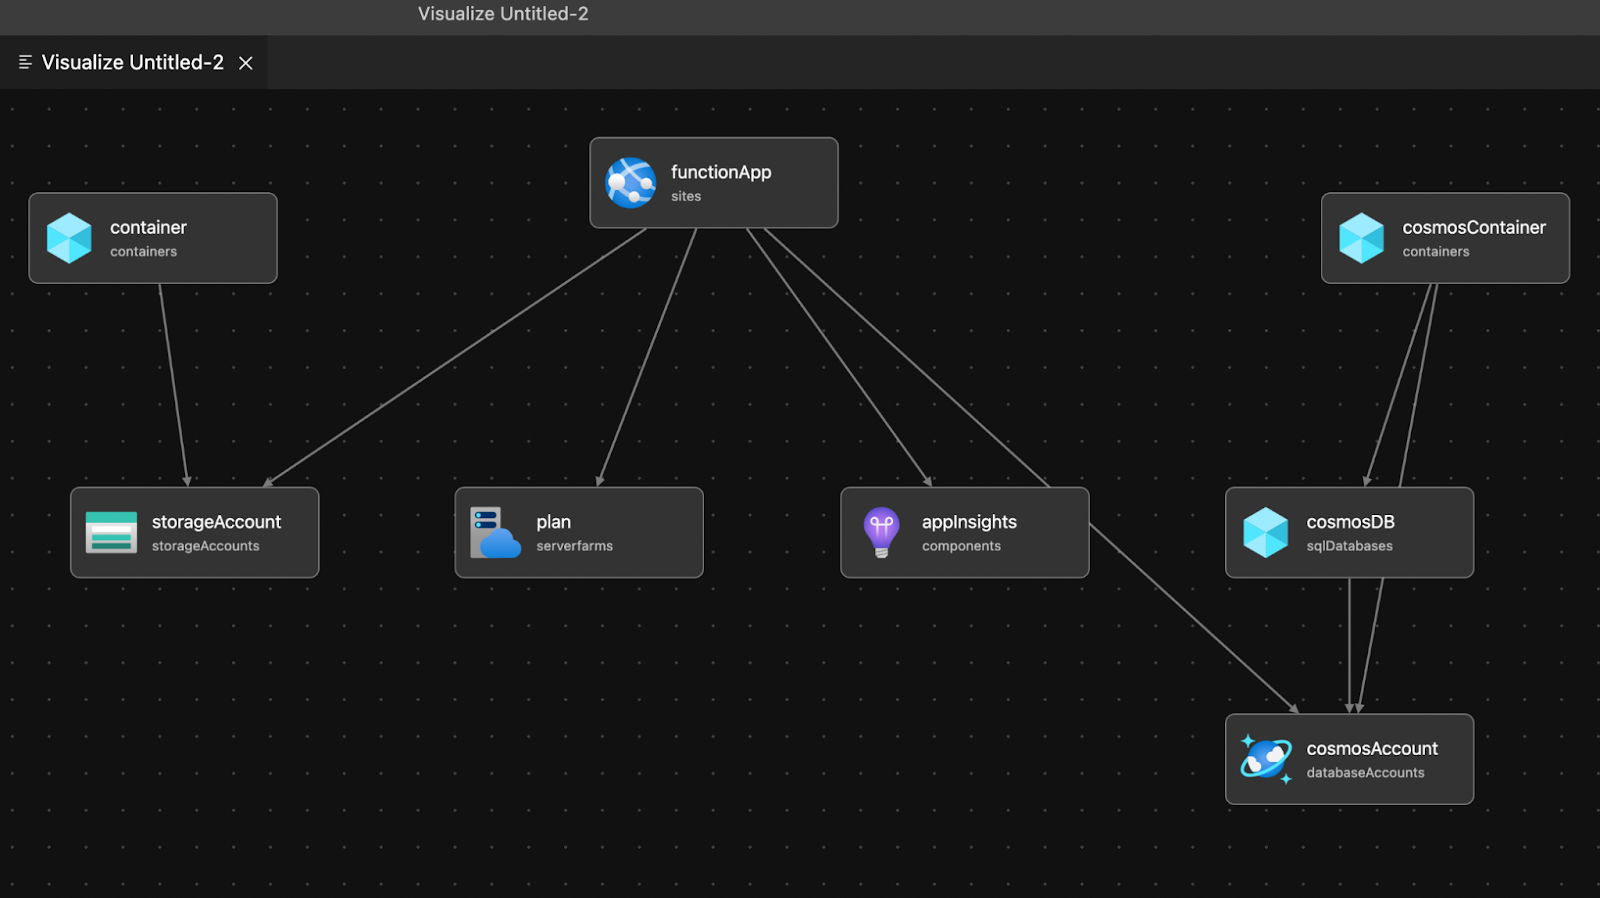 Visualize Untitled-2
Visualize Untitled-2
functionApp
sites
container
containers
cosmosContainer
containers
storageAccount
storageAccounts
plan
serverfarms
appInsights
components
cosmosDB
sqlDatabases
cosmosAccount
databaseAccounts